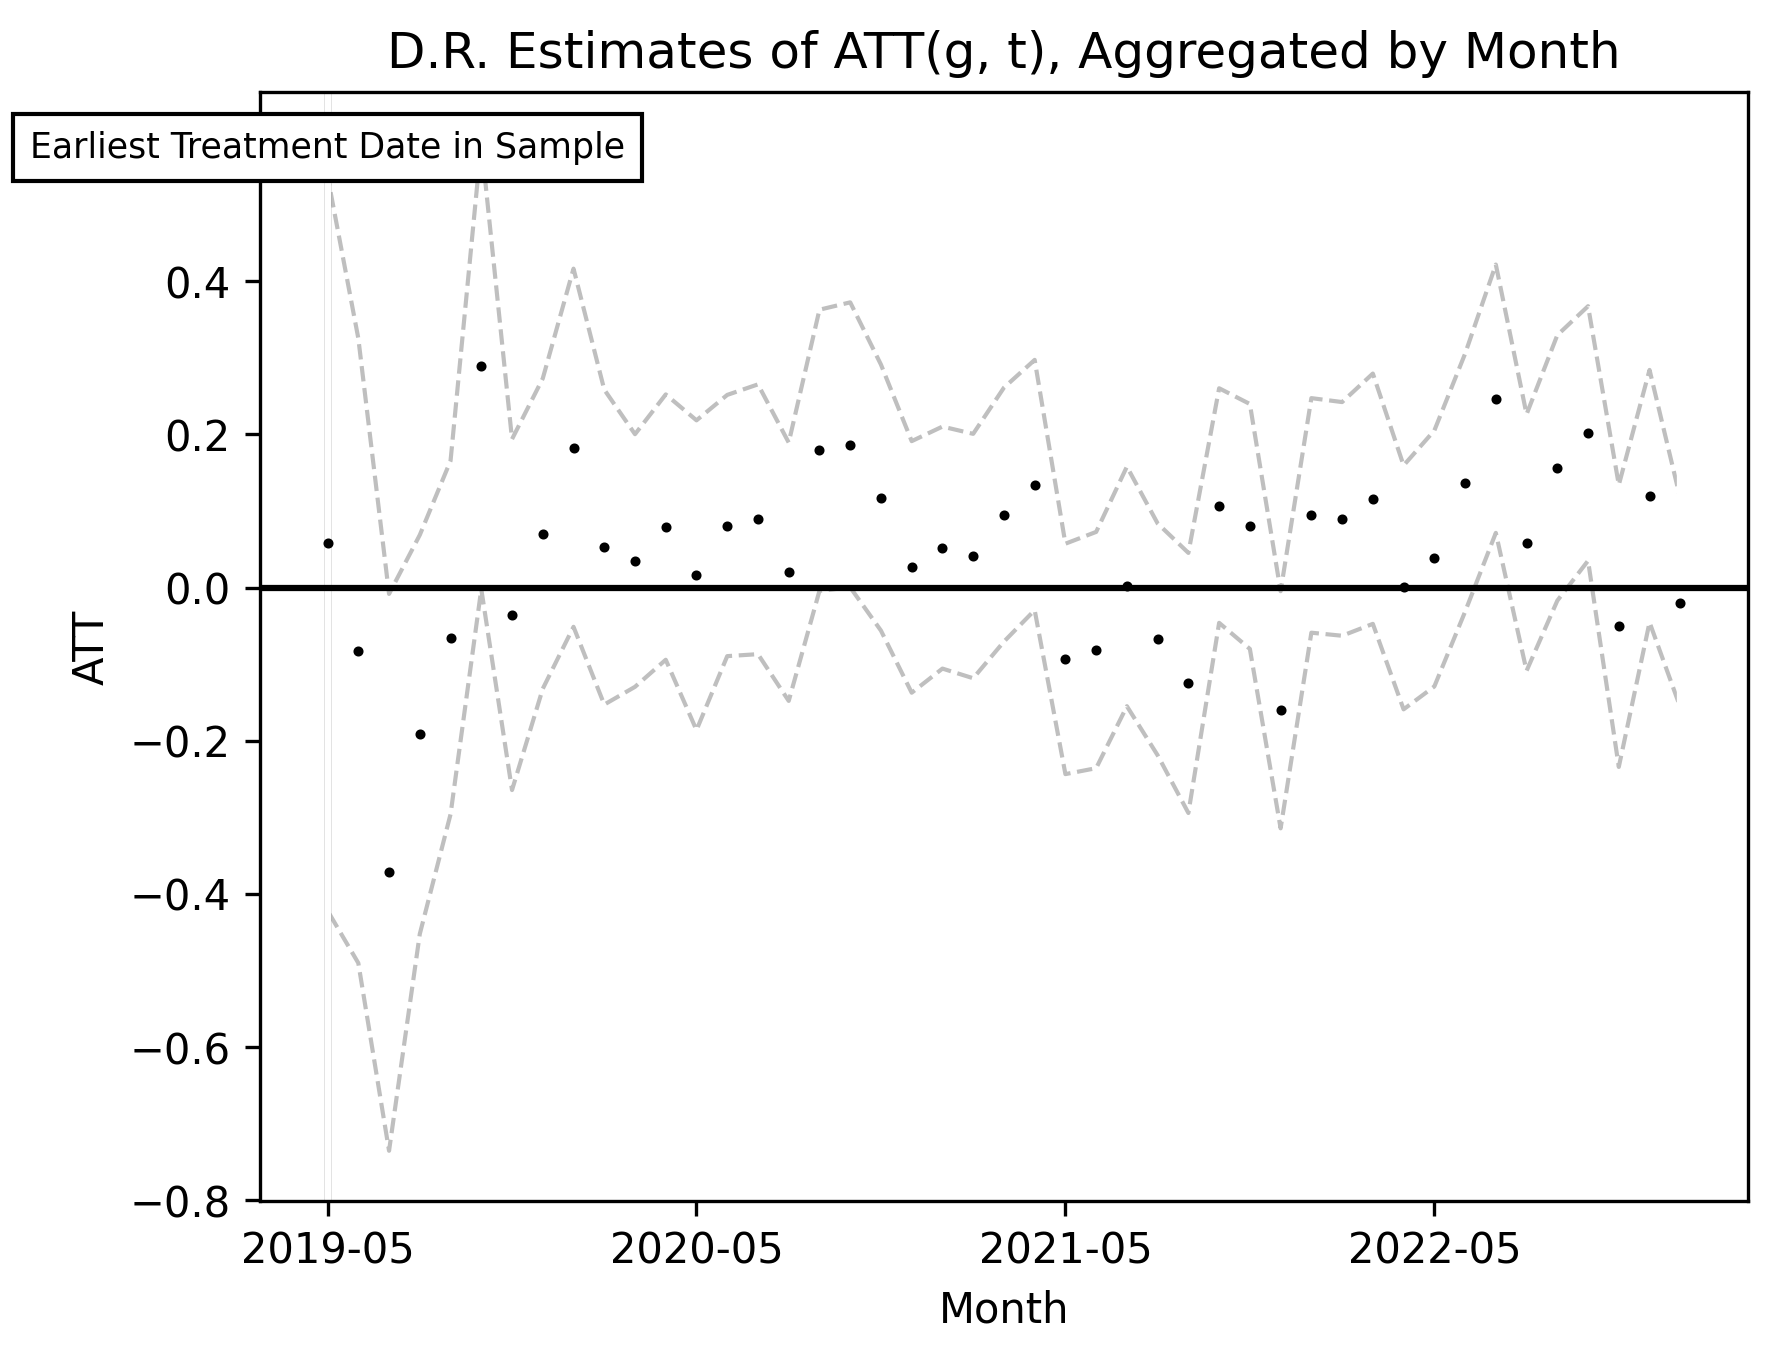 D.R. Estimates of ATT(g, t), Aggregated by Month
Earliest Treatment Date in Sample
0.4
0.2
0.0
−0.2
−0.4
−0.6
−0.8
ATT
2019-05 2020-05 2021-05 2022-05
Month